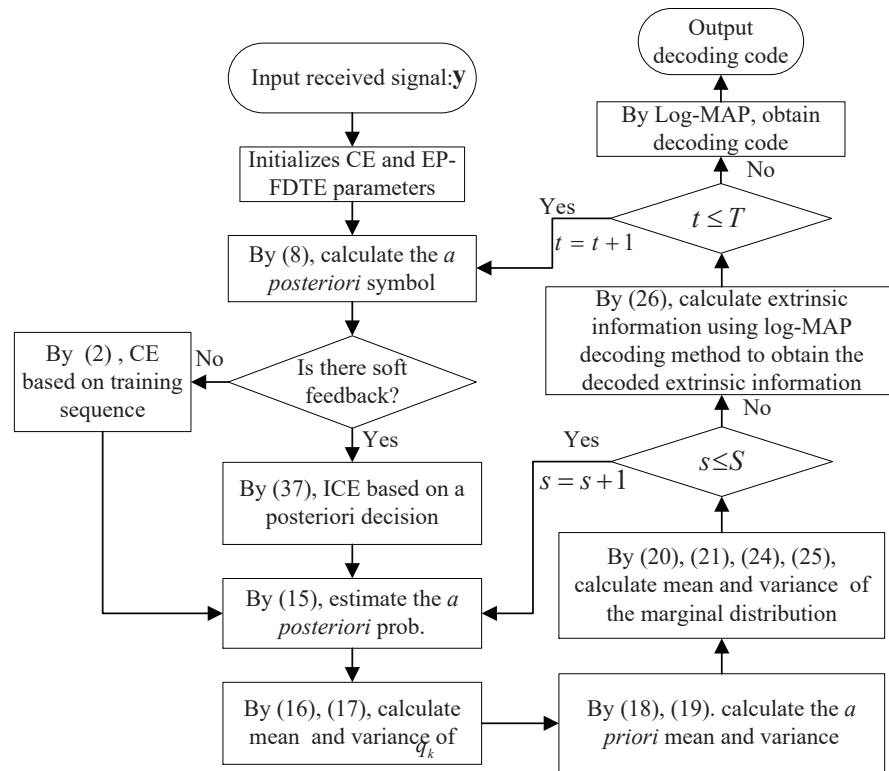 Input received signal:y
Initializes CE and EP-
FDTE parameters
By (8), calculate the a
posteriori symbol
Is there soft
feedback?
No
By (2) , CE
based on training
sequence
Yes
By (37), ICE based on a
posteriori decision
By (15), estimate the a
posteriori prob.
By (16), (17), calculate
mean and variance of
q_k
By (18), (19). calculate the a
priori mean and variance
By (20), (21), (24), (25),
calculate mean and variance of
the marginal distribution
s≤S
Yes
s = s+1
No
By (26), calculate extrinsic
information using log-MAP
decoding method to obtain the
decoded extrinsic information
t ≤ T
Yes
t = t+1
No
By Log-MAP, obtain
decoding code
Output
decoding code